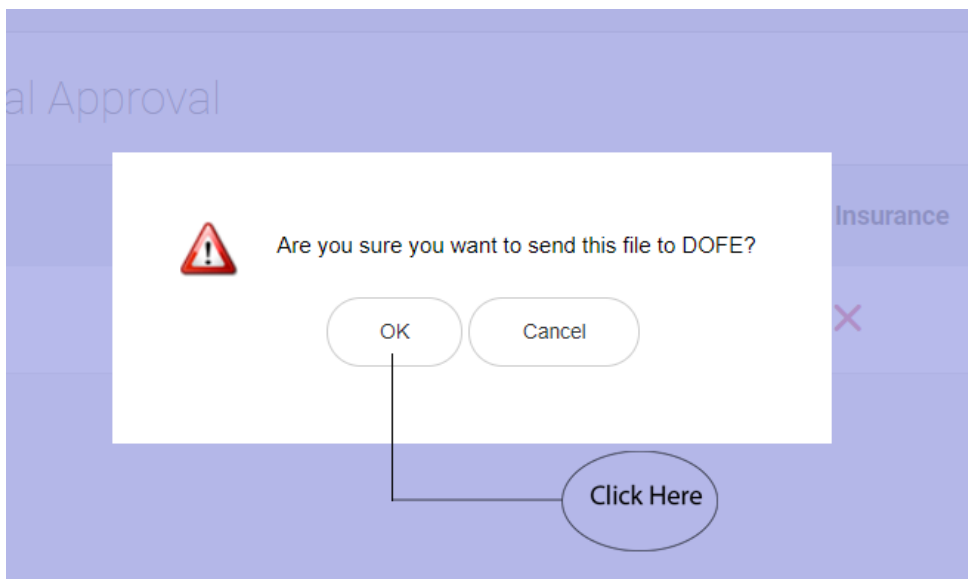 al Approval
Insurance
Are you sure you want to send this file to DOFE?
OK Cancel
Click Here